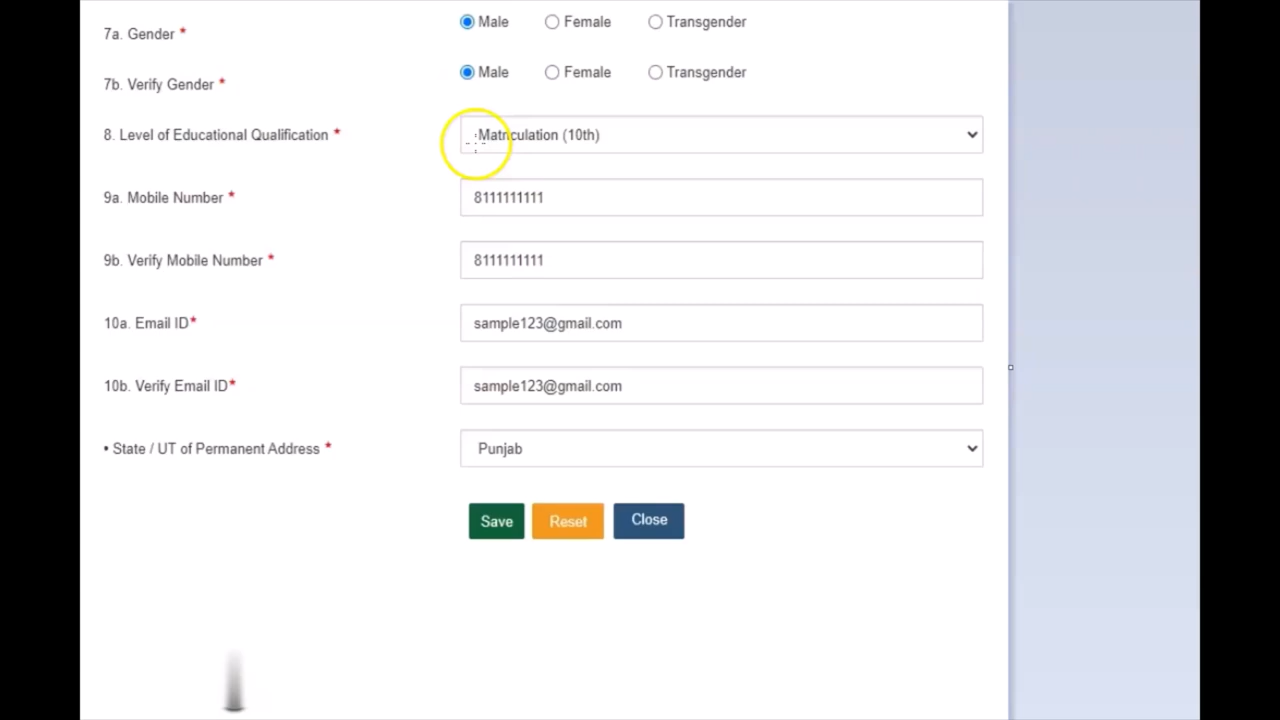 7a. Gender * Male Female Transgender
7b. Verify Gender * Male Female Transgender
8. Level of Educational Qualification * Matriculation (10th)
9a. Mobile Number * 8111111111
9b. Verify Mobile Number * 8111111111
10a. Email ID* sample123@gmail.com
10b. Verify Email ID* sample123@gmail.com
• State / UT of Permanent Address * Punjab
Save Reset Close